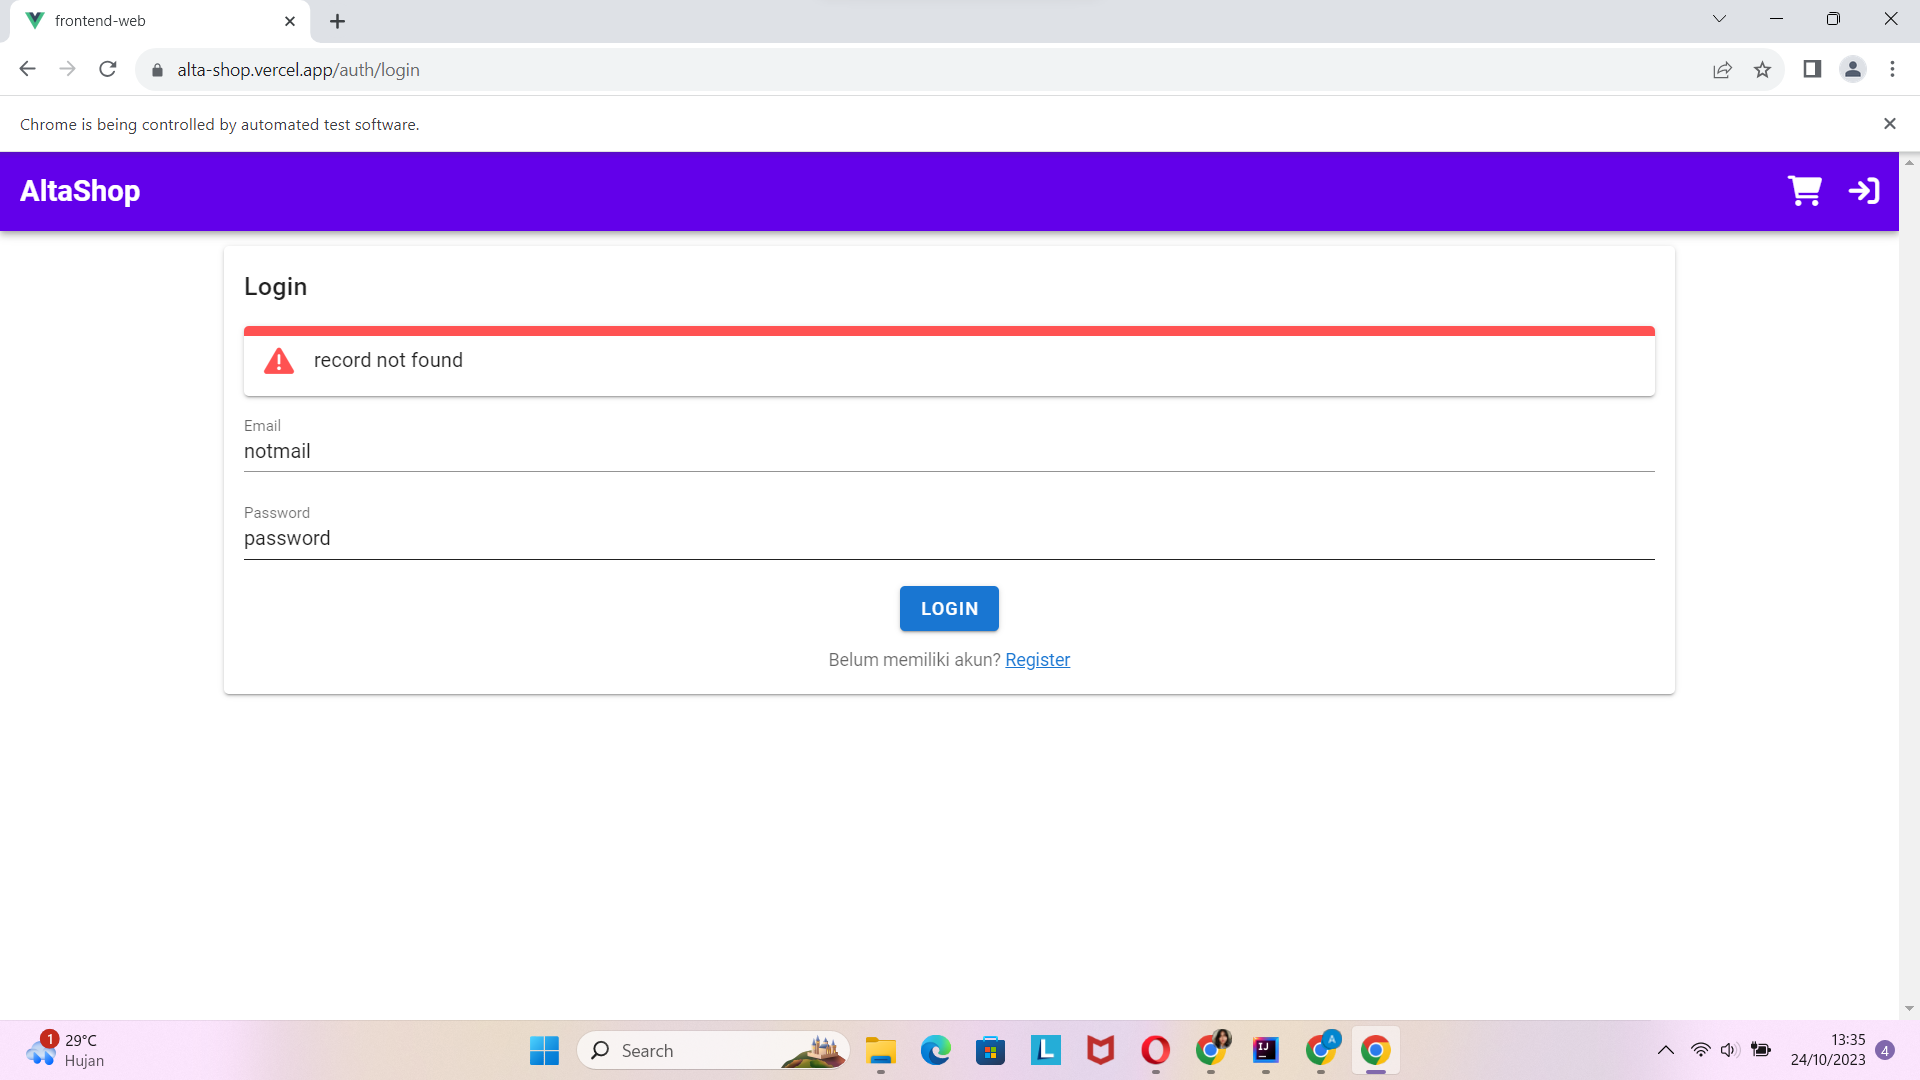 frontend-web
alta-shop.vercel.app/auth/login
Chrome is being controlled by automated test software.
AltaShop
Login
record not found
Email
notmail
Password
password
LOGIN
Belum memiliki akun? Register
1
29°C
Hujan
Search
L
IJ
A
13:35
24/10/2023
4